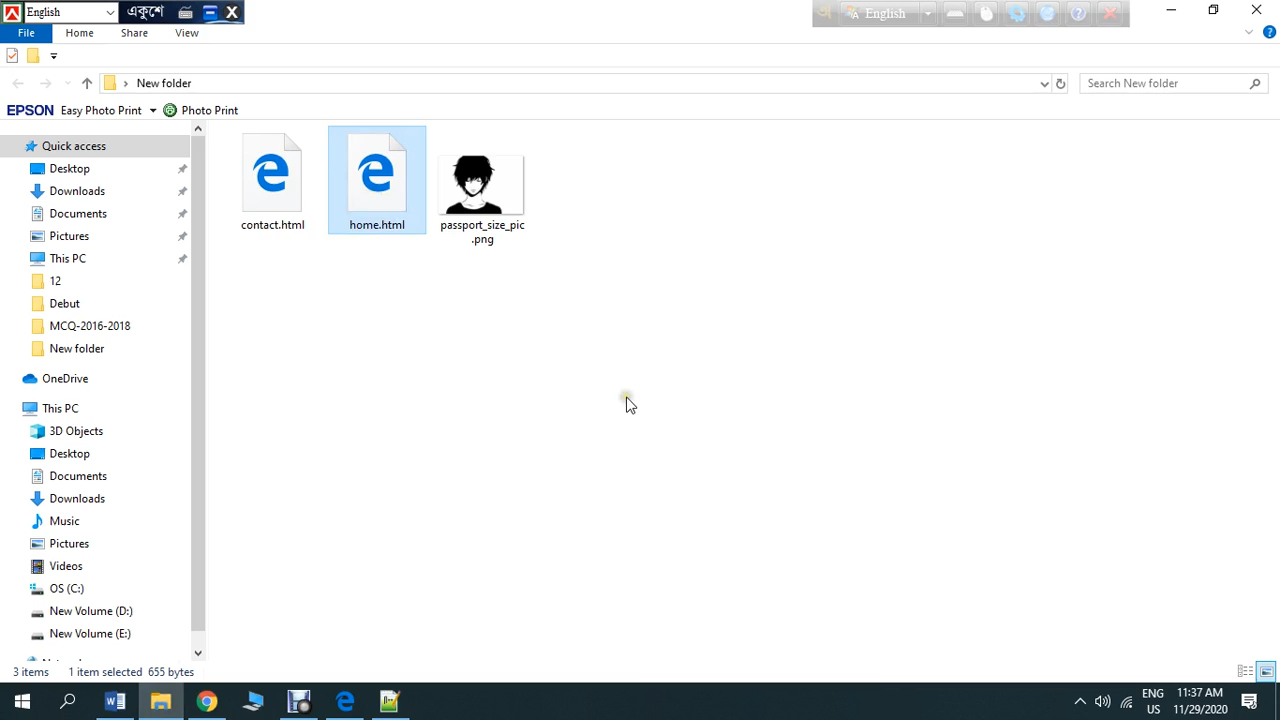 English
একুশে
English
File
Home
Share
View
New folder
Search New folder
EPSON
Easy Photo Print
Photo Print
Quick access
Desktop
Downloads
Documents
Pictures
This PC
12
Debut
MCQ-2016-2018
New folder
OneDrive
This PC
3D Objects
Desktop
Documents
Downloads
Music
Pictures
Videos
OS (C:)
New Volume (D:)
New Volume (E:)
contact.html
home.html
passport_size_pic
.png
3 items
1 item selected 655 bytes
ENG
US
11:37 AM
11/29/2020